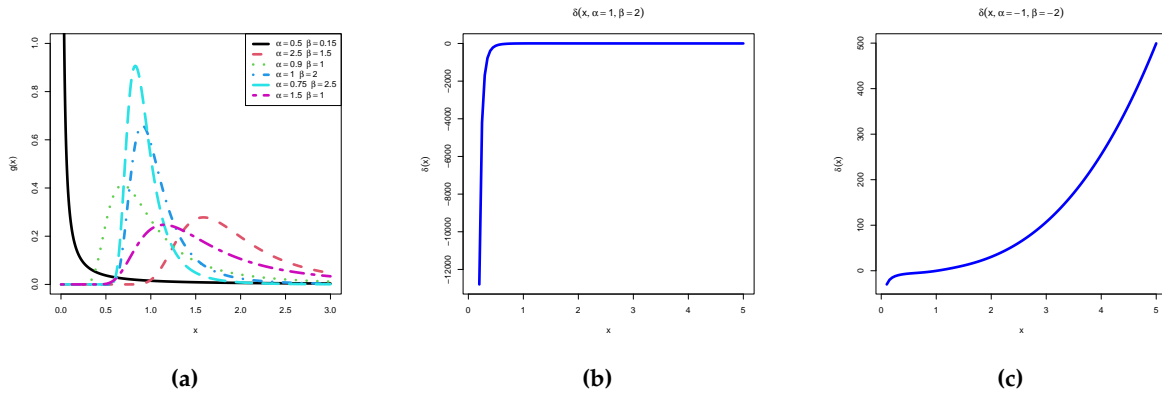 δ(x, α=1, β=2)
δ(x, α=−1, β=−2)
α=0.5 β=0.15
α=2.5 β=1.5
α=0.9 β=1
α=1 β=2
α=0.75 β=2.5
α=1.5 β=1
g(x)
1.0
0.8
0.6
0.4
0.2
0.0
0.0 0.5 1.0 1.5 2.0 2.5 3.0
x
δ(x)
0
−2000
−4000
−6000
−8000
−10000
−12000
0 1 2 3 4 5
x
δ(x)
500
400
300
200
100
0
0 1 2 3 4 5
x
(a)
(b)
(c)